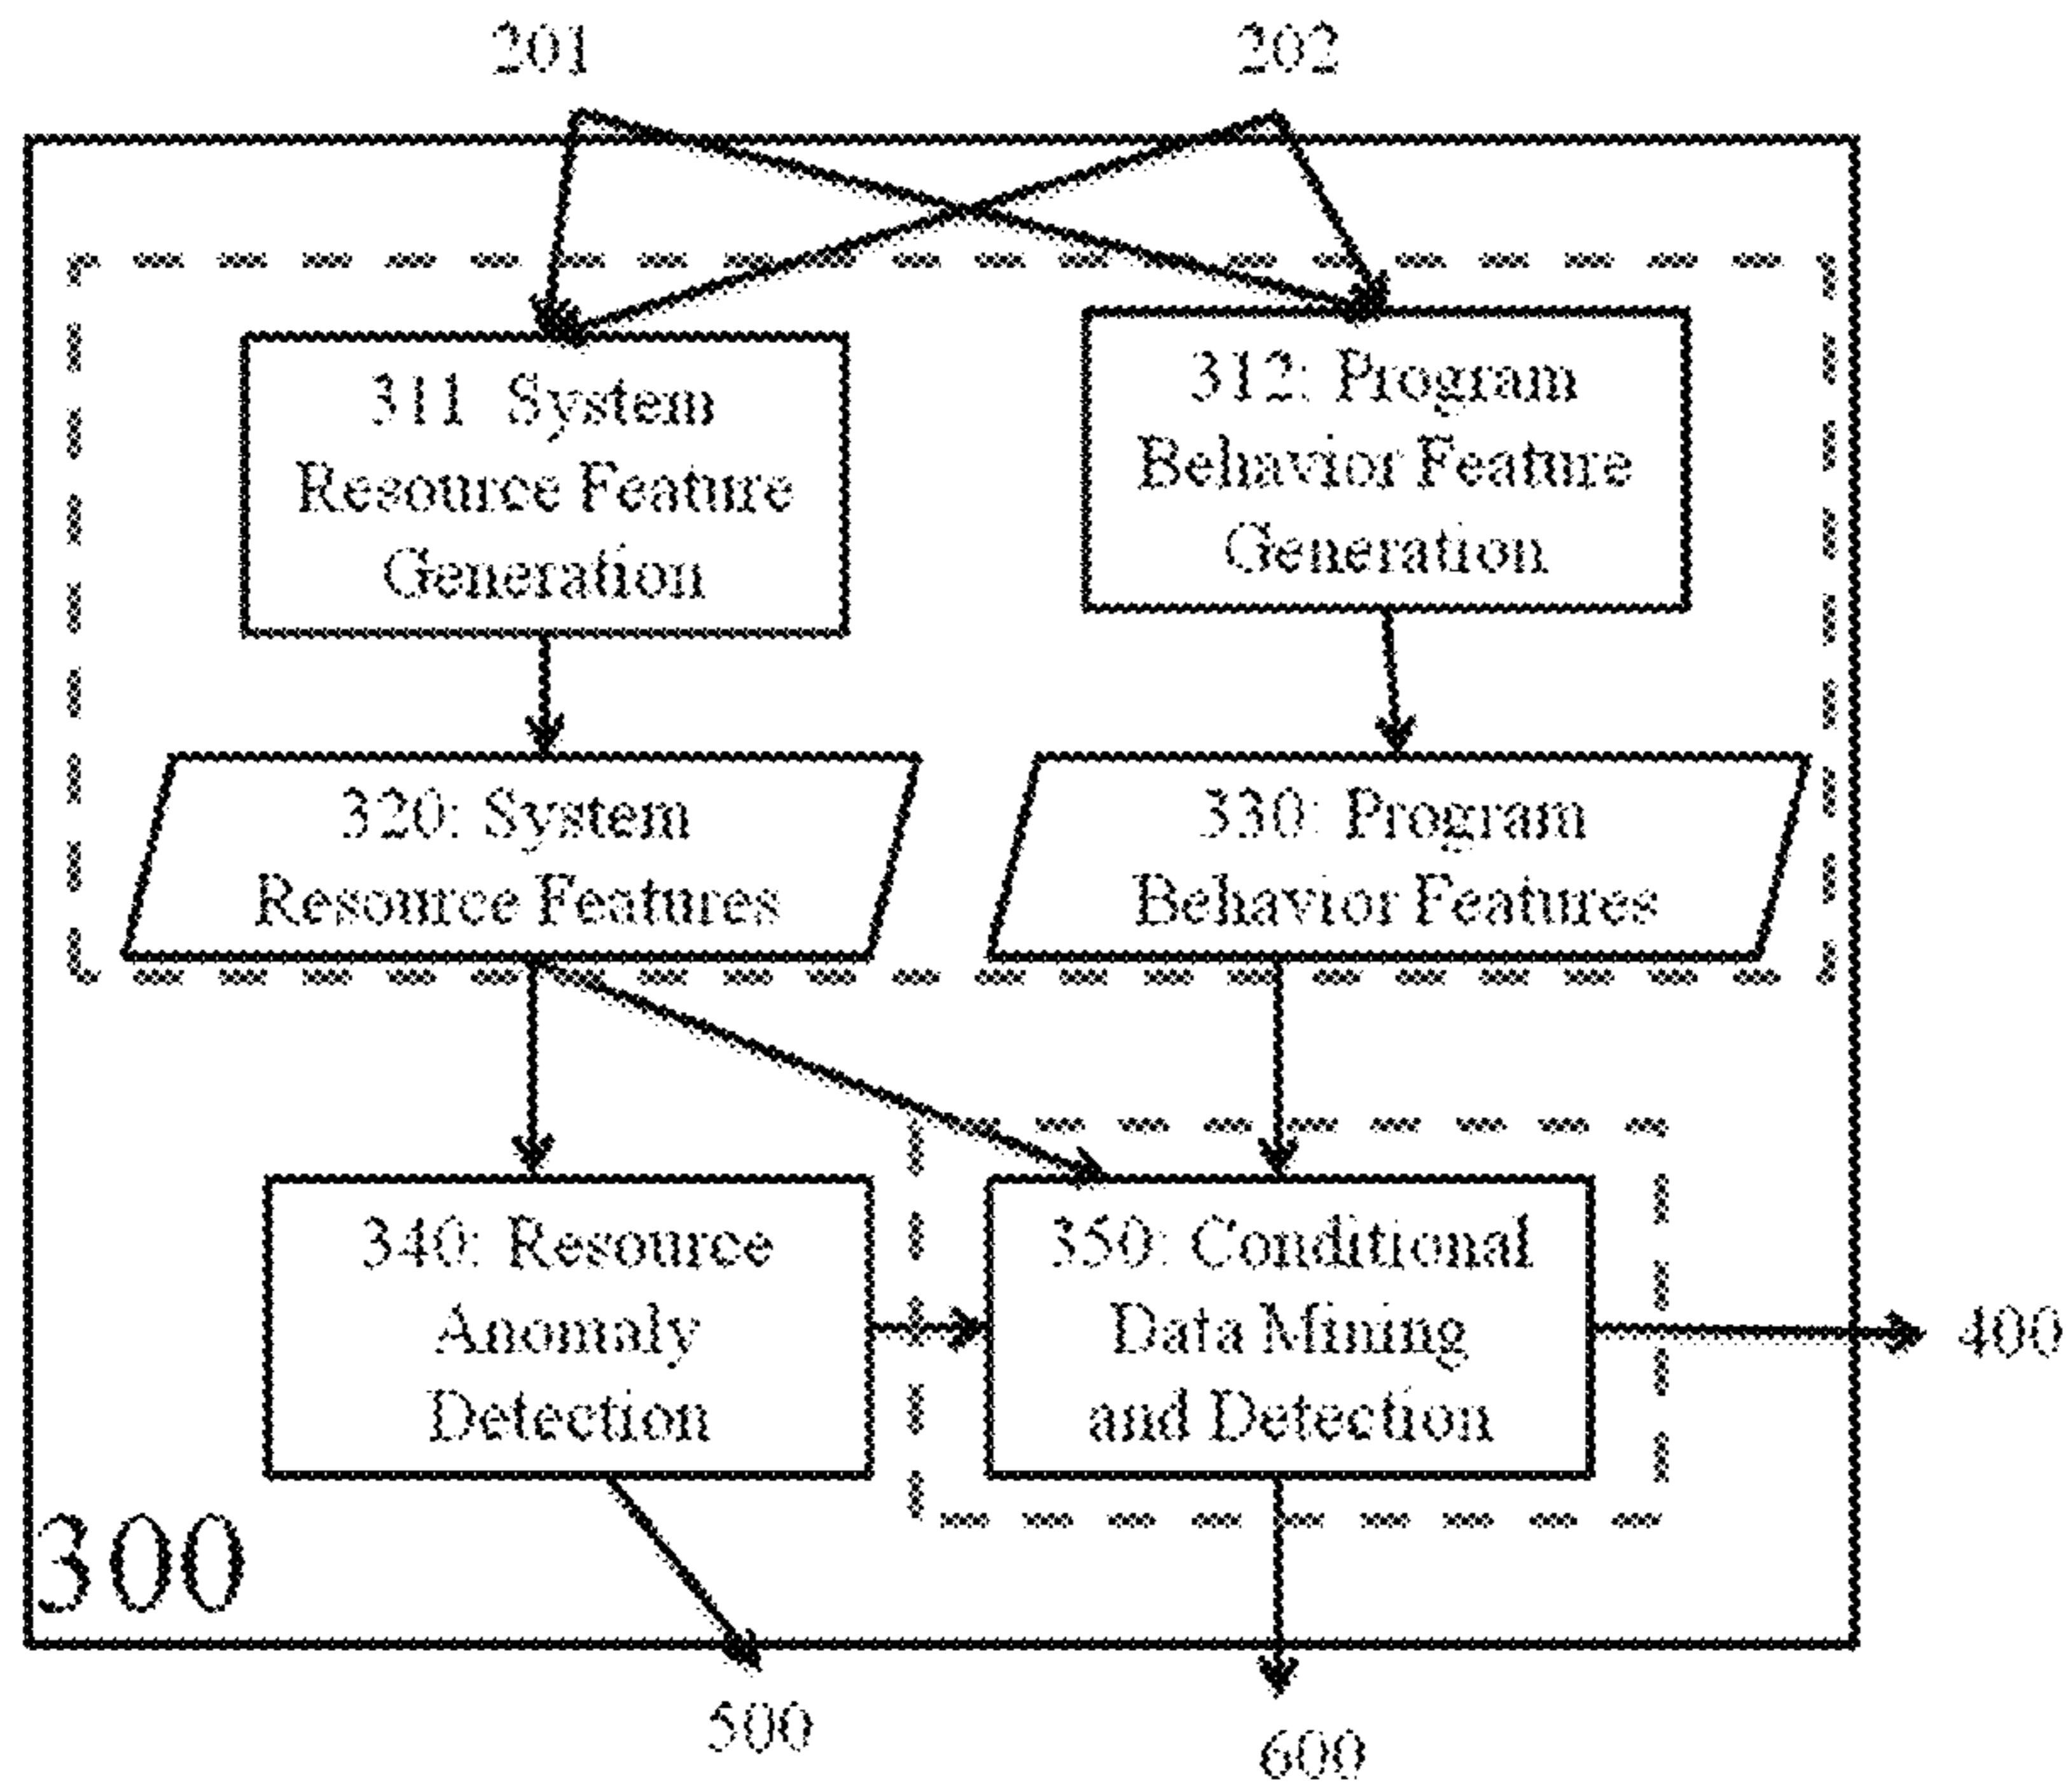 201
202
311 System
Resource Feature
Generation
312: Program
Behavior Feature
Generation
320: System
Resource Features
330: Program
Behavior Features
340: Resource
Anomaly
Detection
350: Conditional
Data Mining
and Detection
400
300
500
600